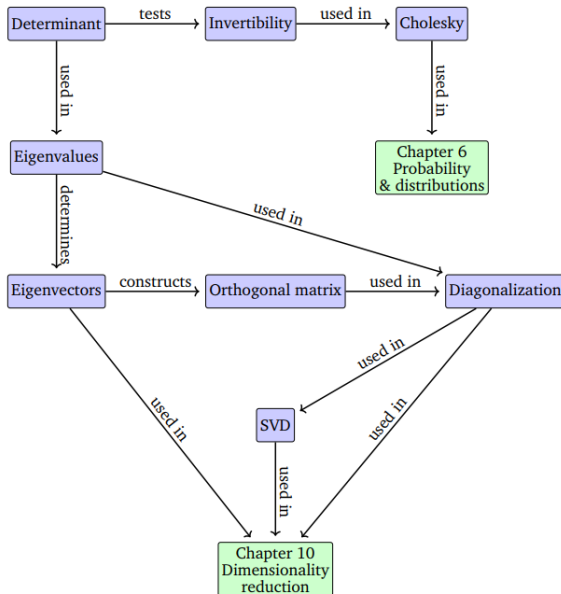 Determinant
tests
Invertibility
used in
Cholesky
used in
used in
Eigenvalues
Chapter 6
Probability
& distributions
determines
used in
Eigenvectors
constructs
Orthogonal matrix
used in
Diagonalization
used in
used in
used in
SVD
used in
Chapter 10
Dimensionality
reduction